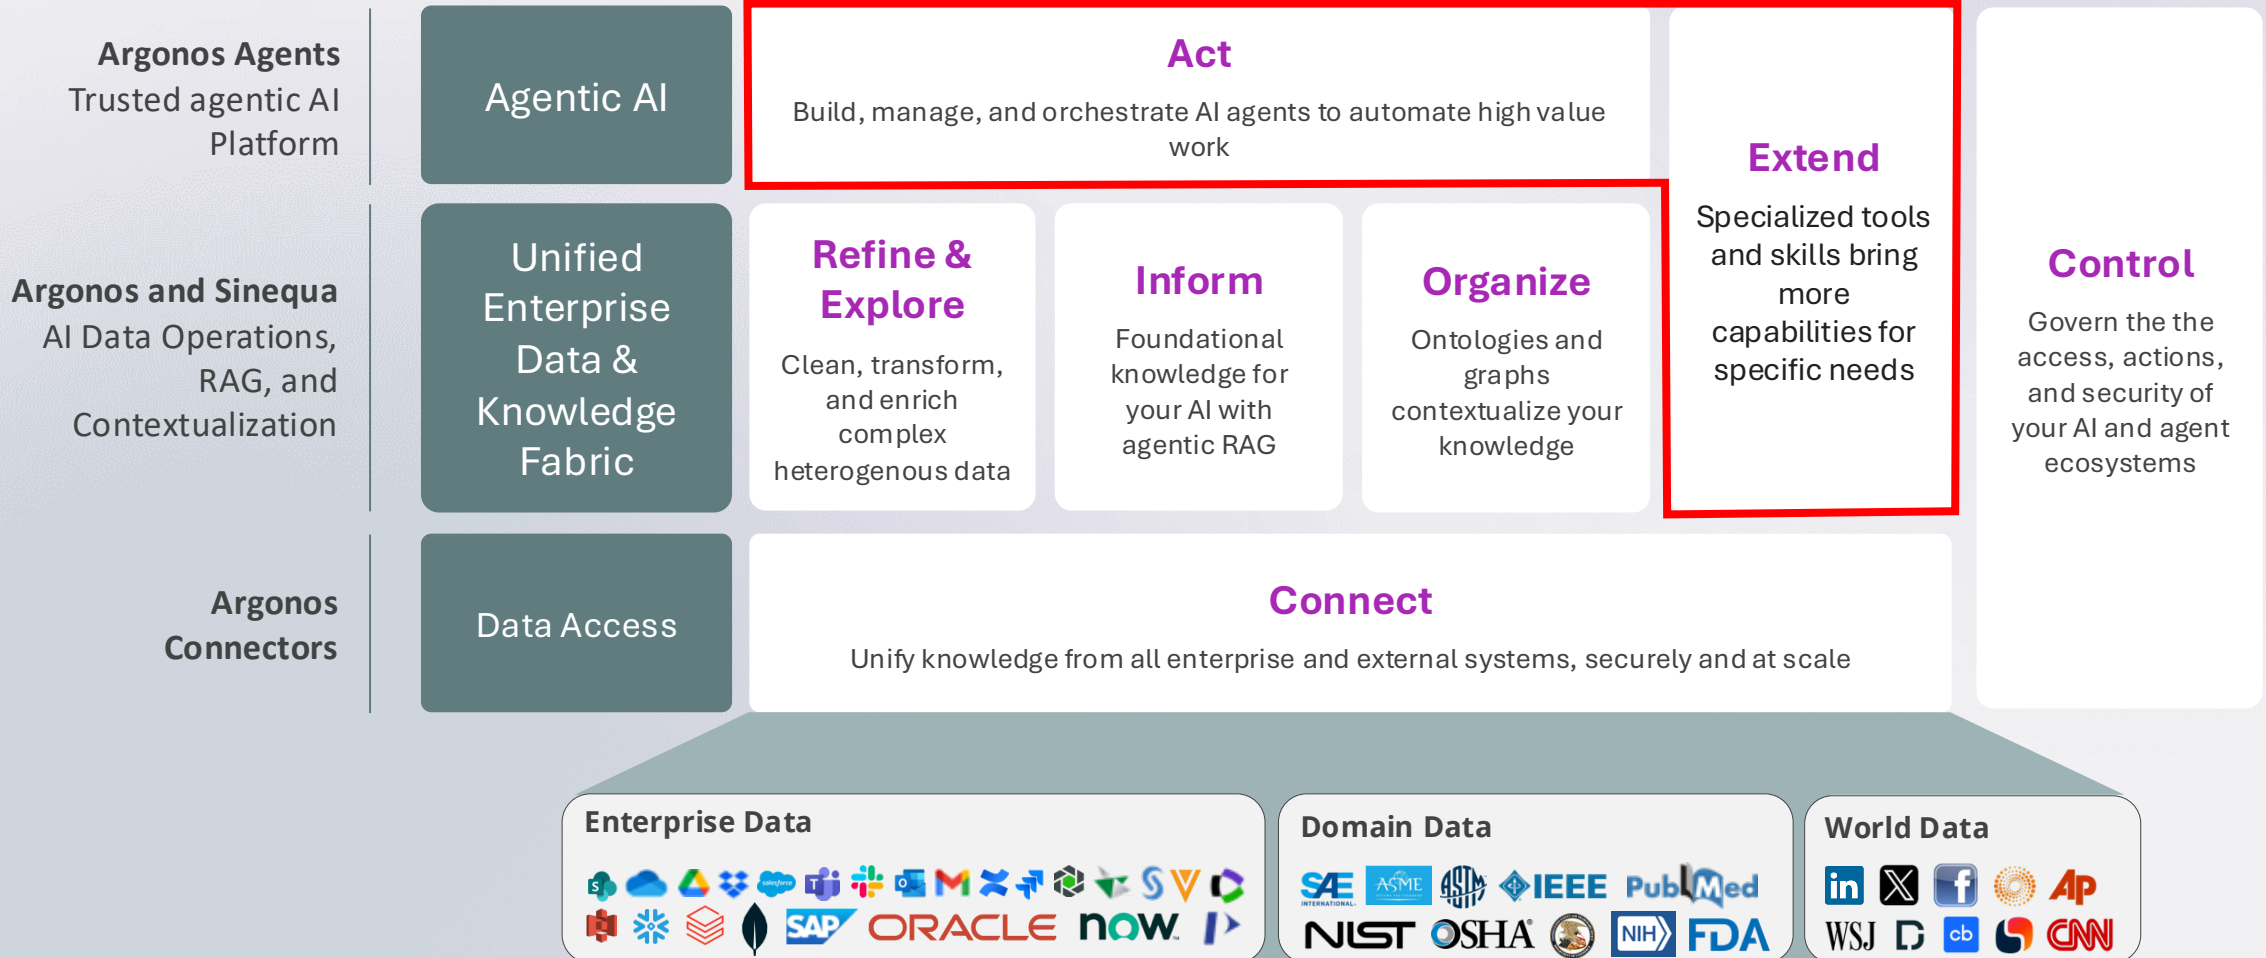 Argonos Agents
Trusted agentic AI
Platform
Agentic AI
Act
Build, manage, and orchestrate AI agents to automate high value
work
Extend
Specialized tools
and skills bring
more
capabilities for
specific needs
Argonos and Sinequa
AI Data Operations,
RAG, and
Contextualization
Unified
Enterprise
Data &
Knowledge
Fabric
Refine &
Explore
Clean, transform,
and enrich
complex
heterogenous data
Inform
Foundational
knowledge for
your AI with
agentic RAG
Organize
Ontologies and
graphs
contextualize your
knowledge
Control
Govern the the
access, actions,
and security of
your AI and agent
ecosystems
Argonos
Connectors
Data Access
Connect
Unify knowledge from all enterprise and external systems, securely and at scale
Enterprise Data
salesforce
SAP ORACLE now
Domain Data
SAE INTERNATIONAL ASME ASTM IEEE PubMed
NIST OSHA NIH FDA
World Data
in X f AP
WSJ D cb CNN